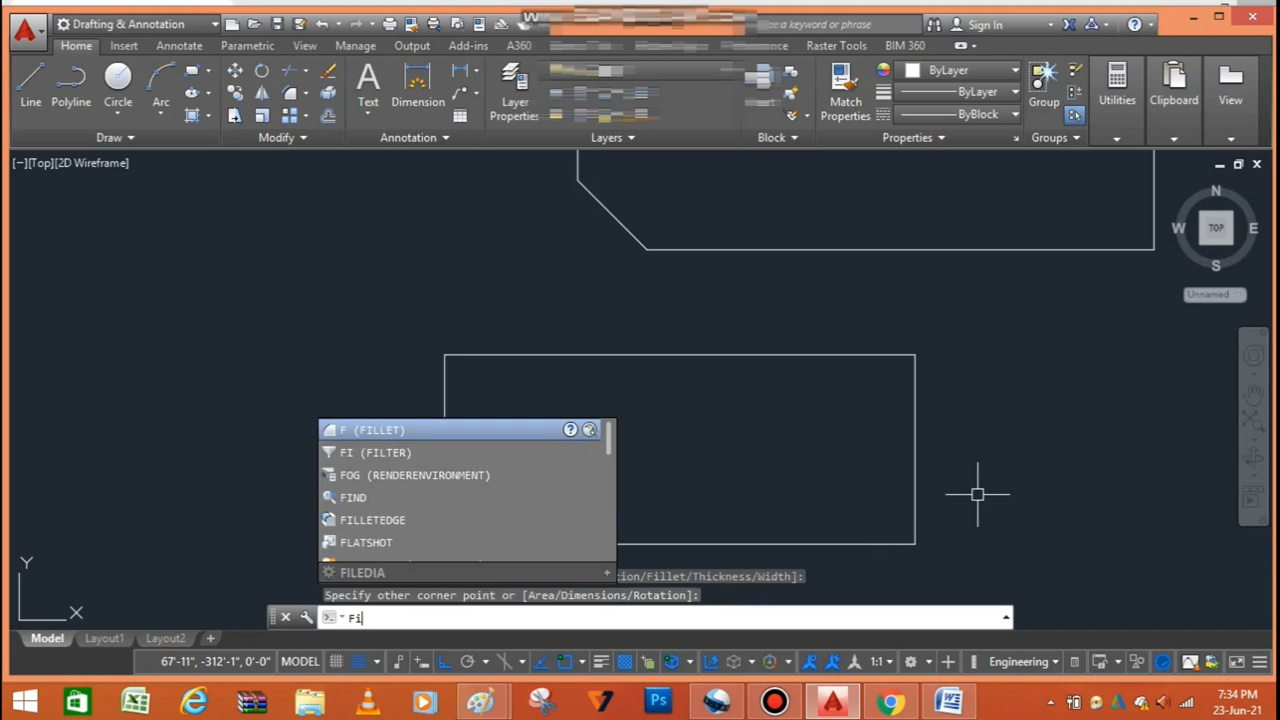 Drafting & Annotation
a keyword or phrase
Sign In
Home Insert Annotate Parametric View Manage Output Add-ins A360 Raster Tools BIM 360
Line Polyline Circle Arc Text Dimension Layer Properties Match Properties Group Utilities Clipboard View
ByLayer
ByLayer
ByBlock
Draw Modify Annotation Layers Block Properties Groups
[−][Top][2D Wireframe]
N
W TOP E
S
Unnamed
F (FILLET)
FI (FILTER)
FOG (RENDERENVIRONMENT)
FIND
FILLETEDGE
FLATSHOT
FILEDIA
ion/Fillet/Thickness/Width]:
Specify other corner point or [Area/Dimensions/Rotation]:
Fi
Y
X
Model Layout1 Layout2 +
67'-11", -312'-1", 0'-0" MODEL 1:1 Engineering
Ps
7:34 PM
23-Jun-21